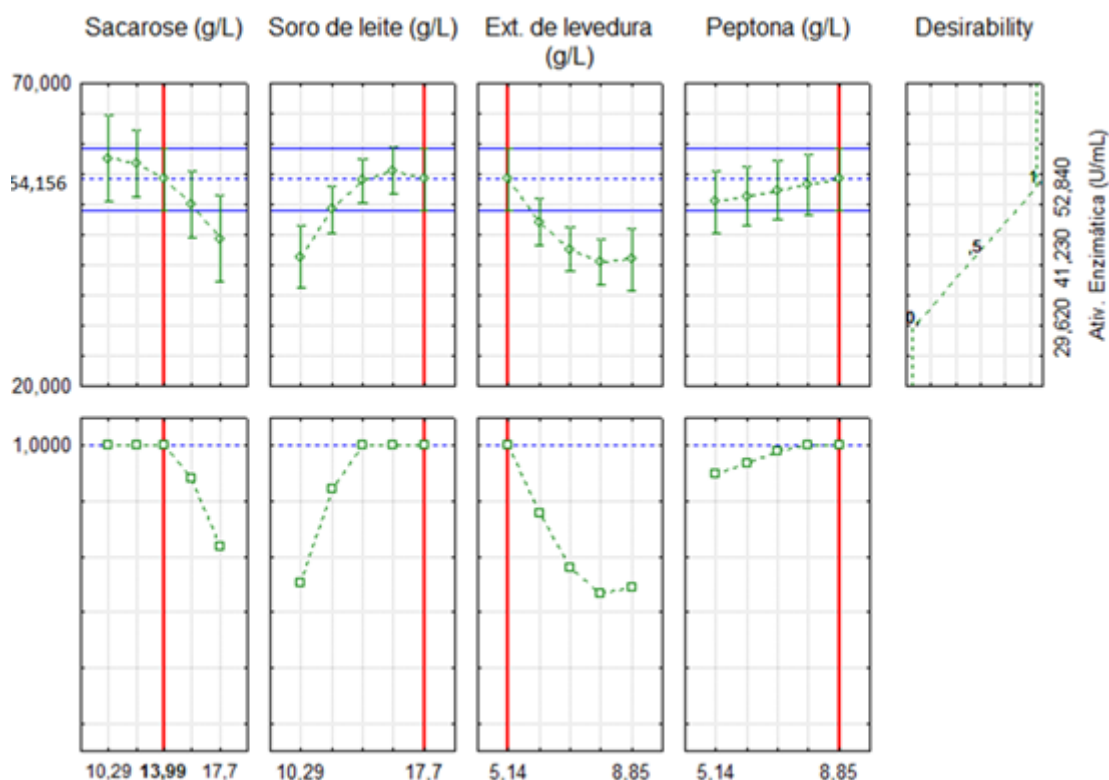 Sacarose (g/L)
Soro de leite (g/L)
Ext. de levedura
(g/L)
Peptona (g/L)
Desirability
70,000
54,156
20,000
1,
,5
0,
52,840
41,230
29,620
Ativ. Enzimática (U/mL)
1,0000
10,29 13,99 17,7
10,29 17,7
5.14 8.85
5.14 8.85